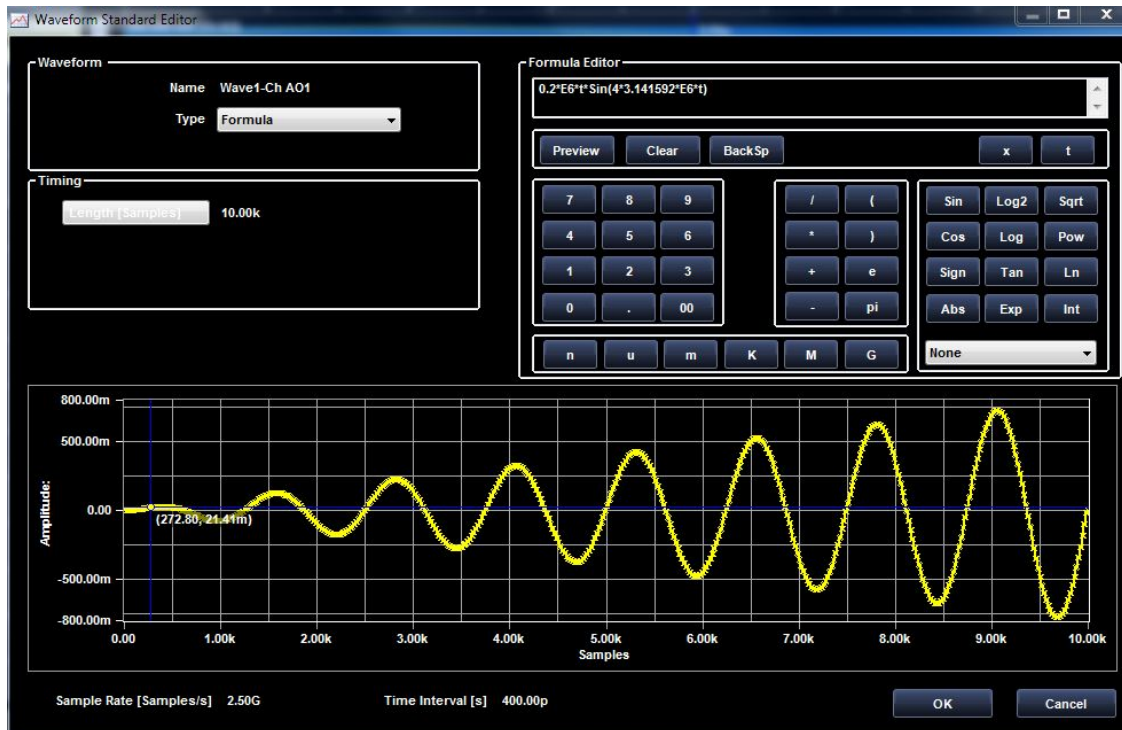 Waveform Standard Editor
Waveform
Name Wave1-Ch AO1
Type Formula
Timing
Length [Samples] 10.00k
Formula Editor
0.2*E6*t*Sin(4*3.141592*E6*t)
Preview Clear BackSp x t
7 8 9 / ( Sin Log2 Sqrt
4 5 6 * ) Cos Log Pow
1 2 3 + e Sign Tan Ln
0 . 00 - pi Abs Exp Int
n u m K M G None
800.00m
500.00m
0.00
-500.00m
-800.00m
Amplitude:
(272.80, 21.41m)
0.00 1.00k 2.00k 3.00k 4.00k 5.00k 6.00k 7.00k 8.00k 9.00k 10.00k
Samples
Sample Rate [Samples/s] 2.50G Time Interval [s] 400.00p OK Cancel